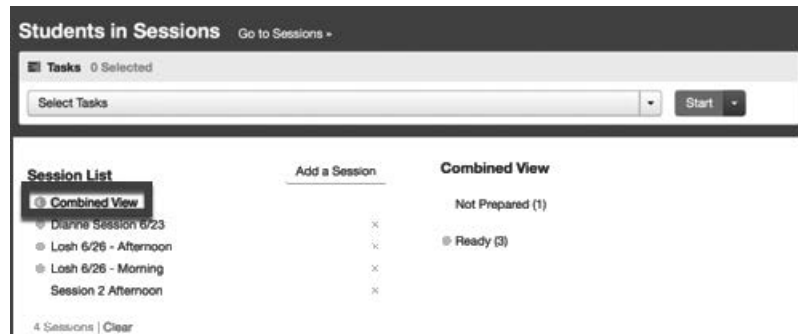 Students in Sessions Go to Sessions »
Tasks 0 Selected
Select Tasks
Start
Session List
Add a Session
Combined View
Dianne Session 6/23
Losh 6/26 - Afternoon
Losh 6/26 - Morning
Session 2 Afternoon
4 Sessions | Clear
Combined View
Not Prepared (1)
Ready (3)